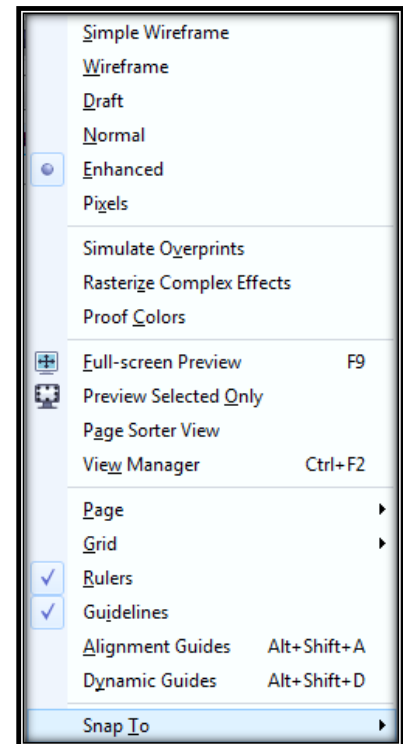 Simple Wireframe
Wireframe
Draft
Normal
Enhanced
Pixels
Simulate Overprints
Rasterize Complex Effects
Proof Colors
Full-screen Preview F9
Preview Selected Only
Page Sorter View
View Manager Ctrl+F2
Page
Grid
Rulers
Guidelines
Alignment Guides Alt+Shift+A
Dynamic Guides Alt+Shift+D
Snap To